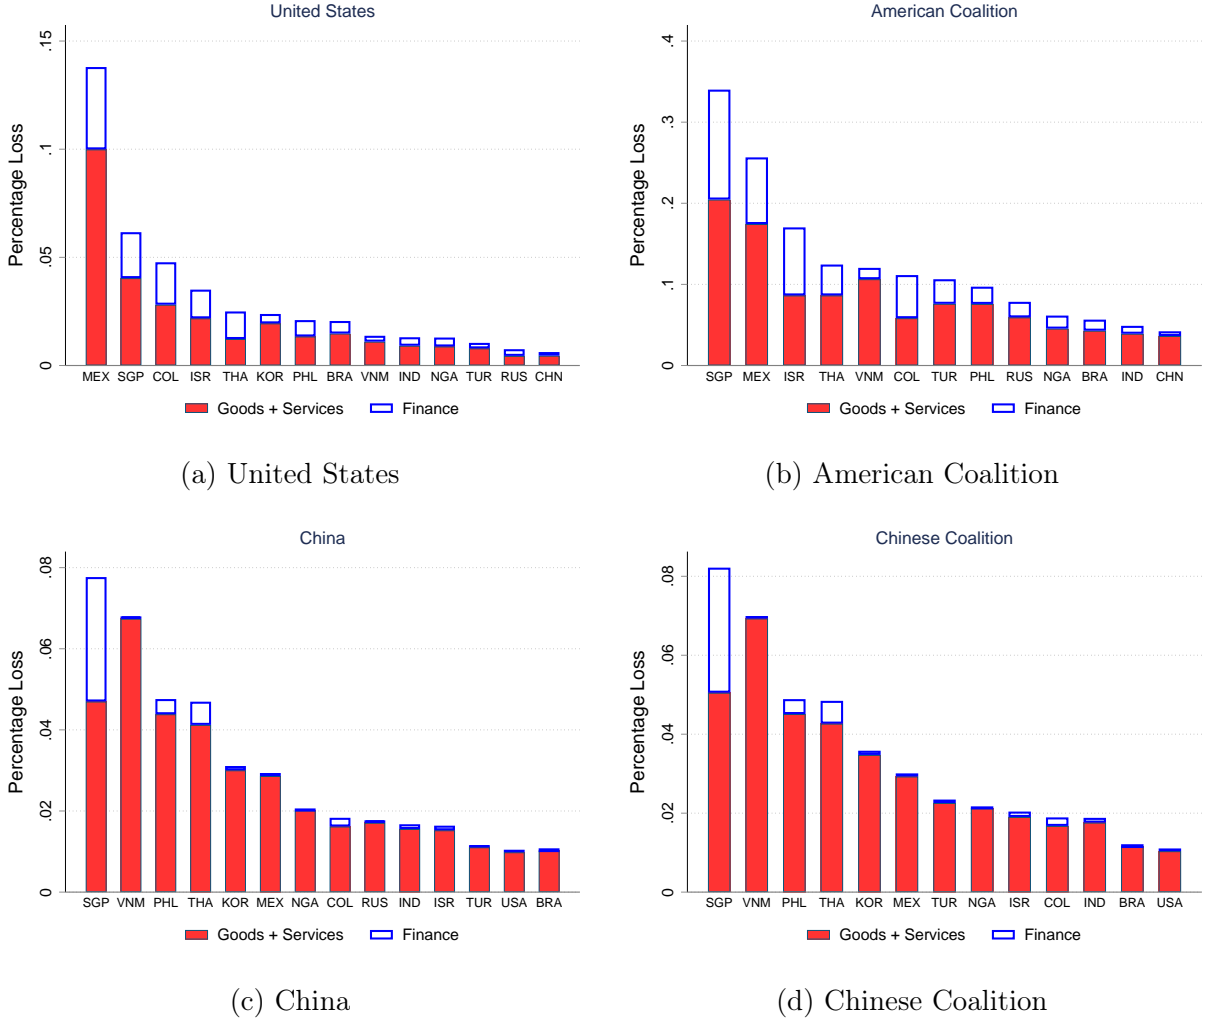 United States
Percentage Loss
.15
.1
.05
0
MEX SGP COL ISR THA KOR PHL BRA VNM IND NGA TUR RUS CHN
Goods + Services Finance
(a) United States
American Coalition
Percentage Loss
.4
.3
.2
.1
0
SGP MEX ISR THA VNM COL TUR PHL RUS NGA BRA IND CHN
Goods + Services Finance
(b) American Coalition
China
Percentage Loss
.08
.06
.04
.02
0
SGP VNM PHL THA KOR MEX NGA COL RUS IND ISR TUR USA BRA
Goods + Services Finance
(c) China
Chinese Coalition
Percentage Loss
.08
.06
.04
.02
0
SGP VNM PHL THA KOR MEX TUR NGA ISR COL IND BRA USA
Goods + Services Finance
(d) Chinese Coalition